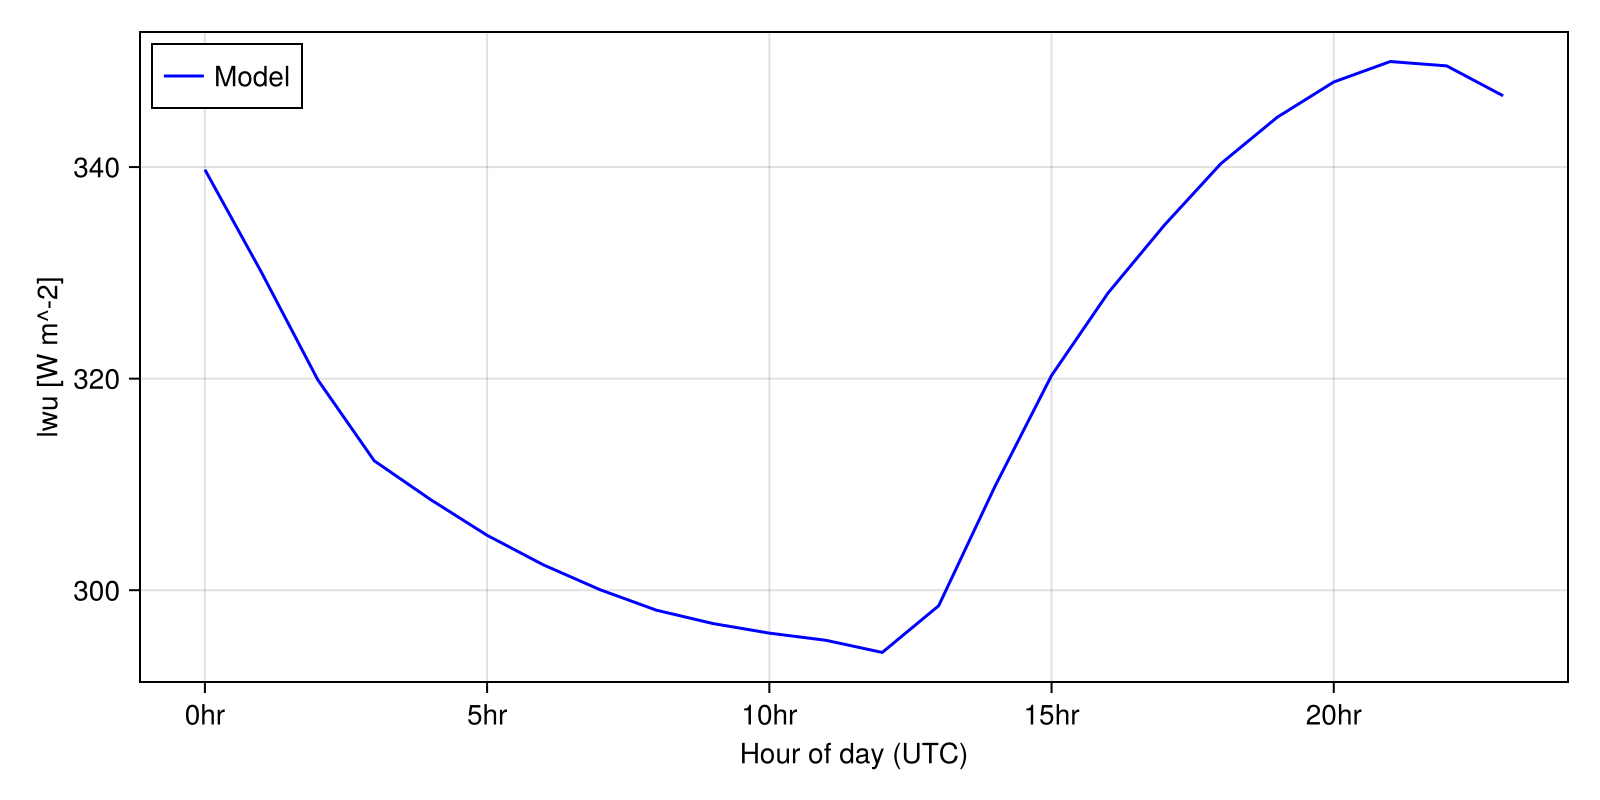 Model
340
320
300
lwu [W m^-2]
0hr 5hr 10hr 15hr 20hr
Hour of day (UTC)